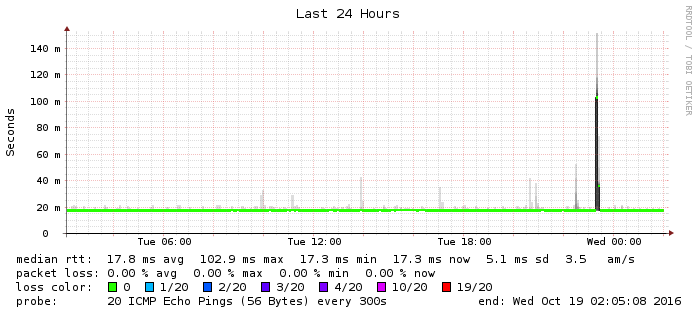 Last 24 Hours
RRDTOOL / TOBI OETIKER
Seconds
140 m
120 m
100 m
80 m
60 m
40 m
20 m
0
Tue 06:00 Tue 12:00 Tue 18:00 Wed 00:00
median rtt: 17.8 ms avg 102.9 ms max 17.3 ms min 17.3 ms now 5.1 ms sd 3.5 am/s
packet loss: 0.00 % avg 0.00 % max 0.00 % min 0.00 % now
loss color: 0 1/20 2/20 3/20 4/20 10/20 19/20
probe: 20 ICMP Echo Pings (56 Bytes) every 300s end: Wed Oct 19 02:05:08 2016